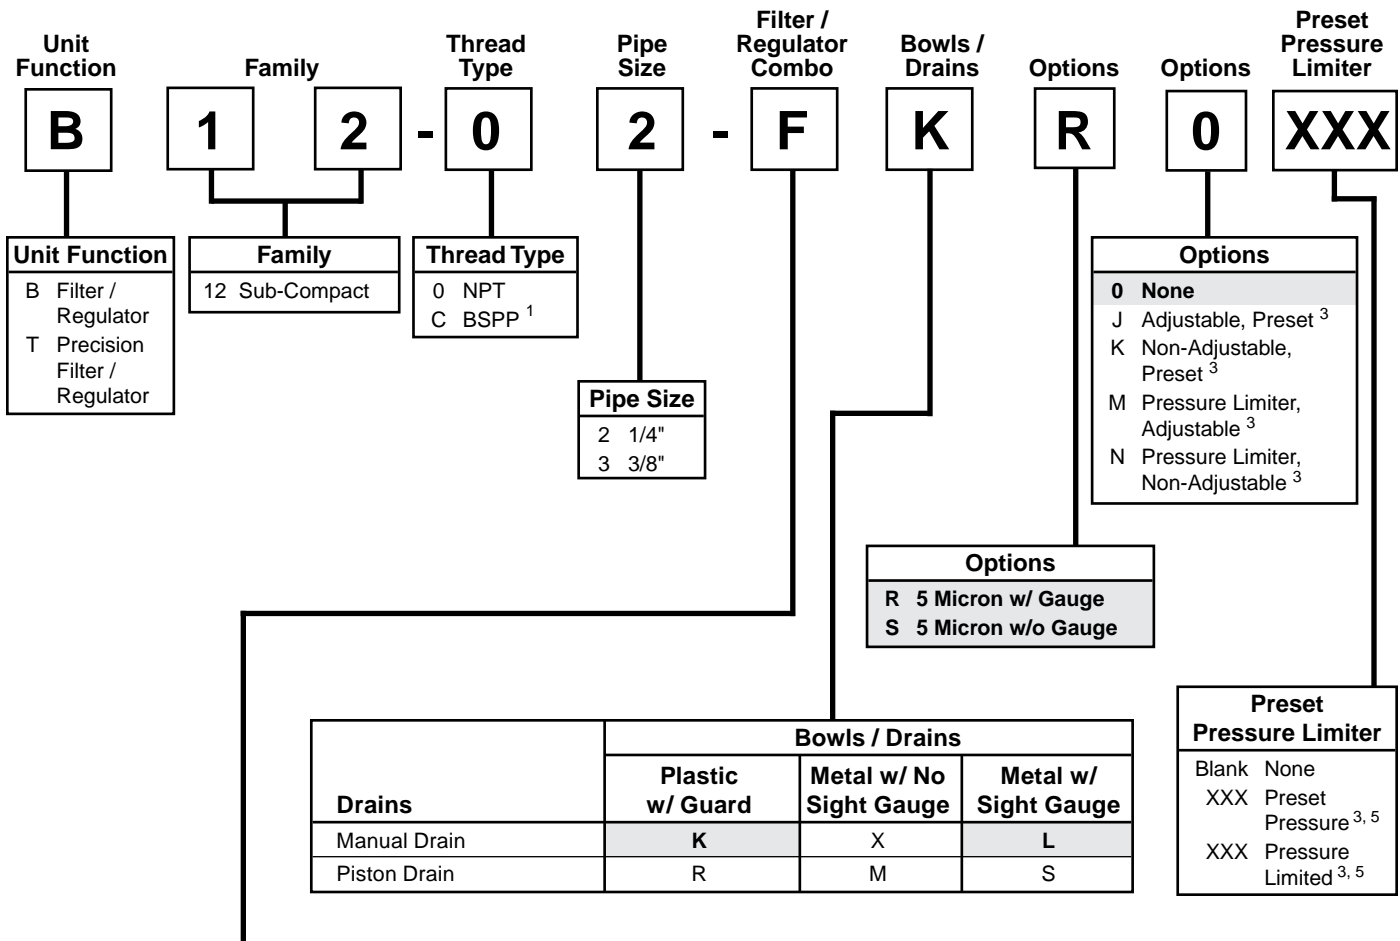 Unit Function
Family
Thread Type
Pipe Size
Filter / Regulator Combo
Bowls / Drains
Options
Options
Preset Pressure Limiter
B 1 2 - 0 2 - F K R 0 XXX
Unit Function
B Filter /
Regulator
T Precision
Filter /
Regulator
Family
12 Sub-Compact
Thread Type
0 NPT
C BSPP 1
Pipe Size
2 1/4"
3 3/8"
Options
0 None
J Adjustable, Preset 3
K Non-Adjustable,
Preset 3
M Pressure Limiter,
Adjustable 3
N Pressure Limiter,
Non-Adjustable 3
Options
R 5 Micron w/ Gauge
S 5 Micron w/o Gauge
Bowls / Drains
Drains
Plastic w/ Guard
Metal w/ No Sight Gauge
Metal w/ Sight Gauge
Manual Drain K X L
Piston Drain R M S
Preset
Pressure Limiter
Blank None
XXX Preset
Pressure 3, 5
XXX Pressure
Limited 3, 5